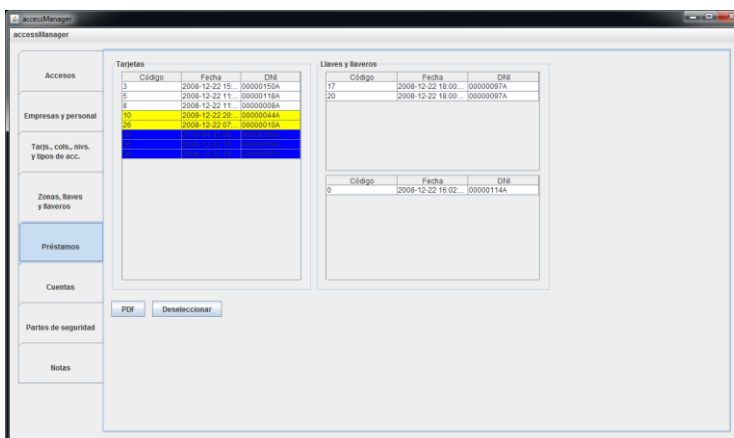 accessManager
accessManager
Accesos
Empresas y personal
Tarjs., cols., nivs.
y tipos de acc.
Zonas, llaves
y llaveros
Préstamos
Cuentas
Partes de seguridad
Notas
Tarjetas
Código Fecha DNI
3 2008-12-22 15:... 00000150A
5 2008-12-22 11:... 00000118A
8 2008-12-22 11:... 00000008A
10 2009-12-22 20:... 00000044A
26 2008-12-22 07:... 00000010A
Llaves y llaveros
Código Fecha DNI
17 2008-12-22 18:00:... 00000097A
20 2008-12-22 18:00:... 00000097A
Código Fecha DNI
0 2008-12-22 16:02:... 00000114A
PDF Deseleccionar